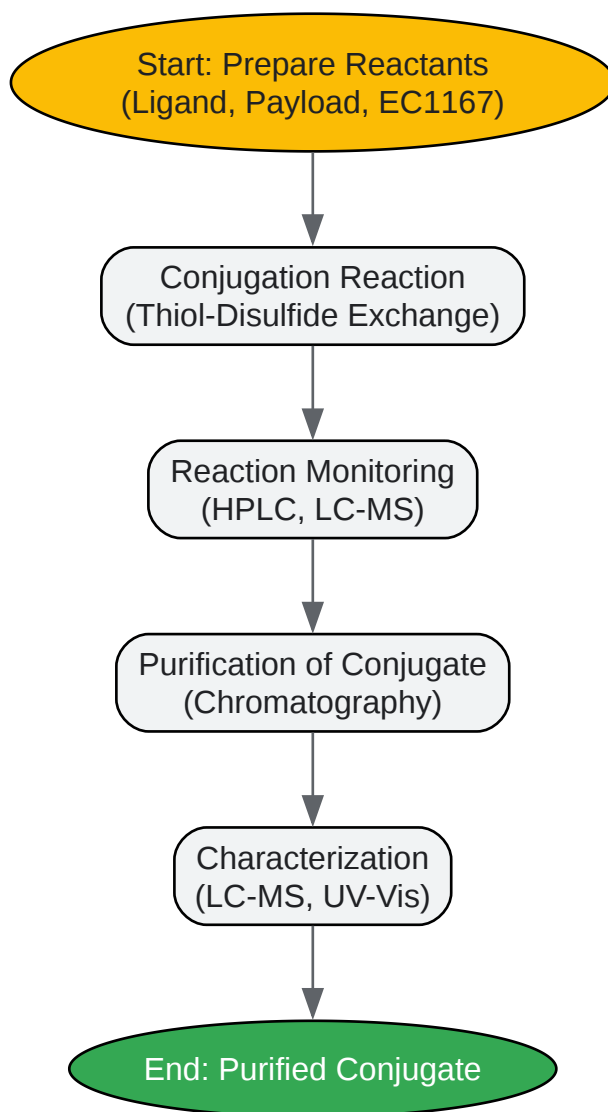 Start: Prepare Reactants
(Ligand, Payload, EC1167)
Conjugation Reaction
(Thiol-Disulfide Exchange)
Reaction Monitoring
(HPLC, LC-MS)
Purification of Conjugate
(Chromatography)
Characterization
(LC-MS, UV-Vis)
End: Purified Conjugate